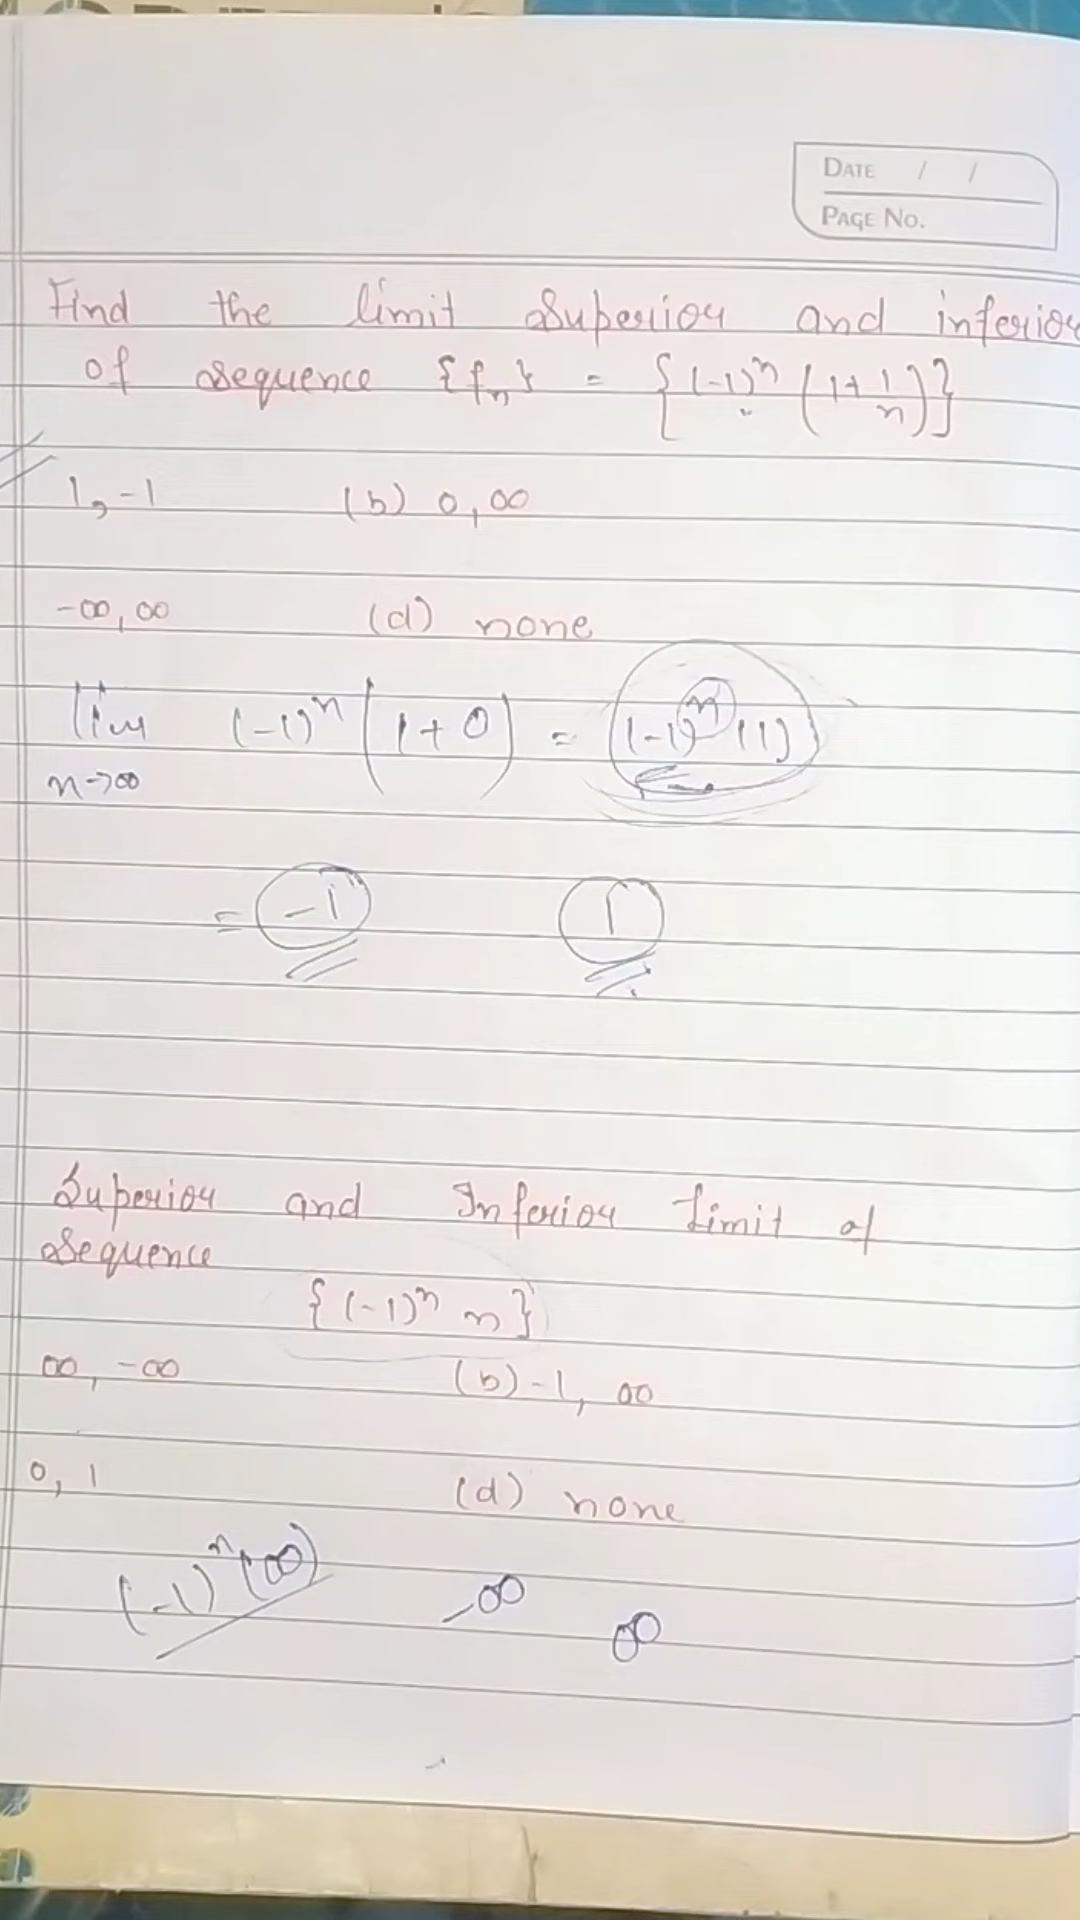 DATE / /
PAGE No.
Find the limit Superior and inferior
of sequence {fₙ} = {(-1)ⁿ (1+1/n)}
1, -1 (b) 0, ∞
-∞, ∞ (d) none
lim (-1)ⁿ (1+0) = (-1)ⁿ (1)
n→∞
= -1 1
Superior and Inferior Limit of
Sequence
{(-1)ⁿ n}
∞, -∞ (b) -1, ∞
0, 1 (d) none
(-1)ⁿ (∞) -∞ ∞